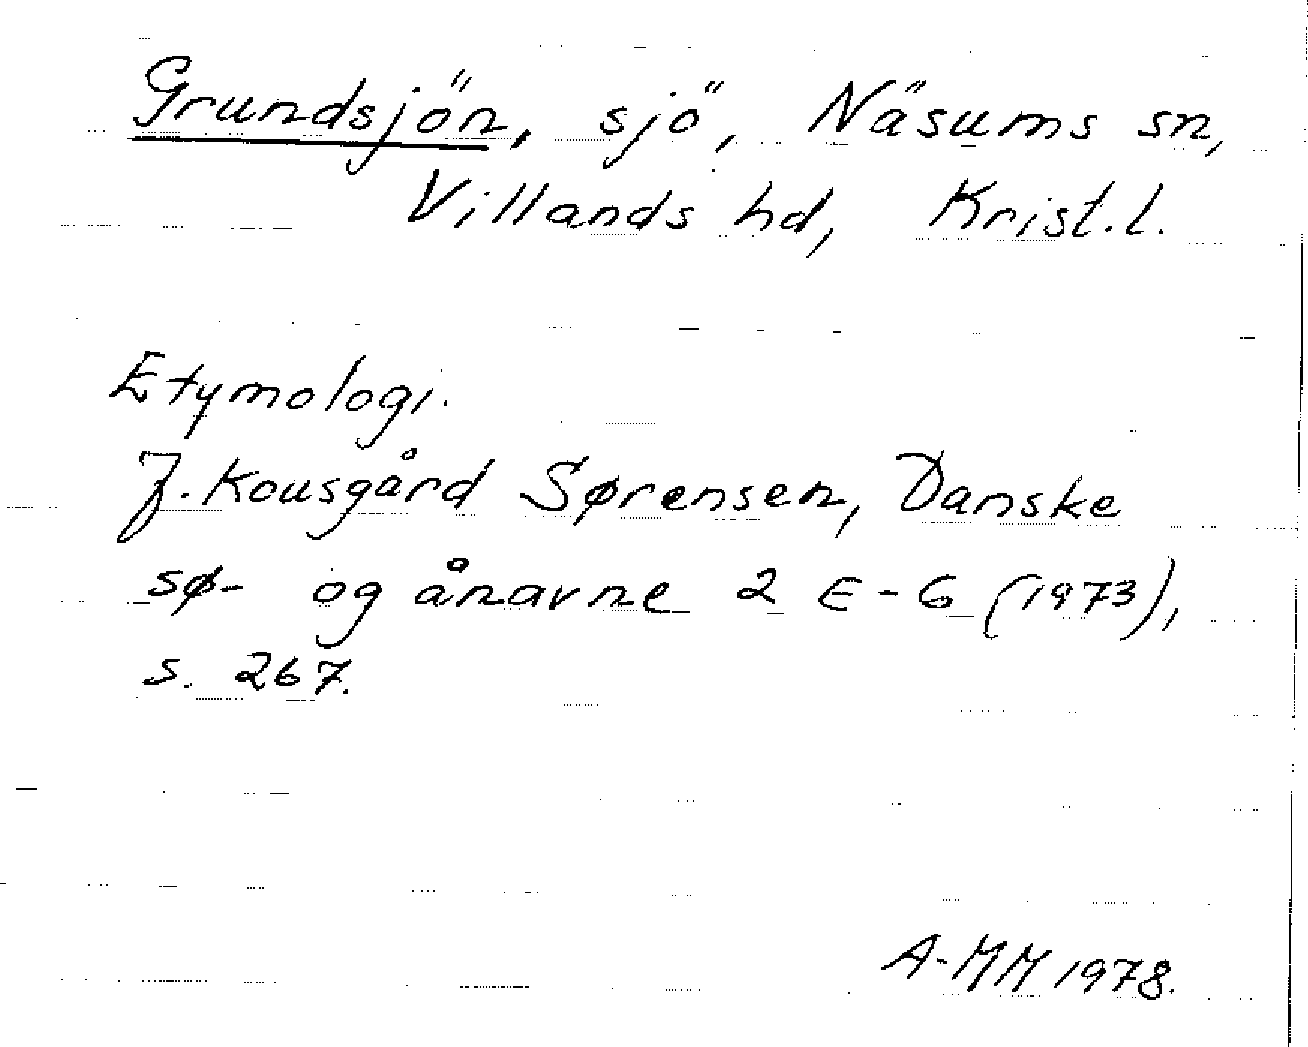 Grundsjön, sjö, Näsums sn,
Villands hd, Krist.l.
Etymologi.
J. Kousgård Sørensen, Danske
sø- og ånavne 2 E-G (1973),
s. 267.
A-MM 1978.